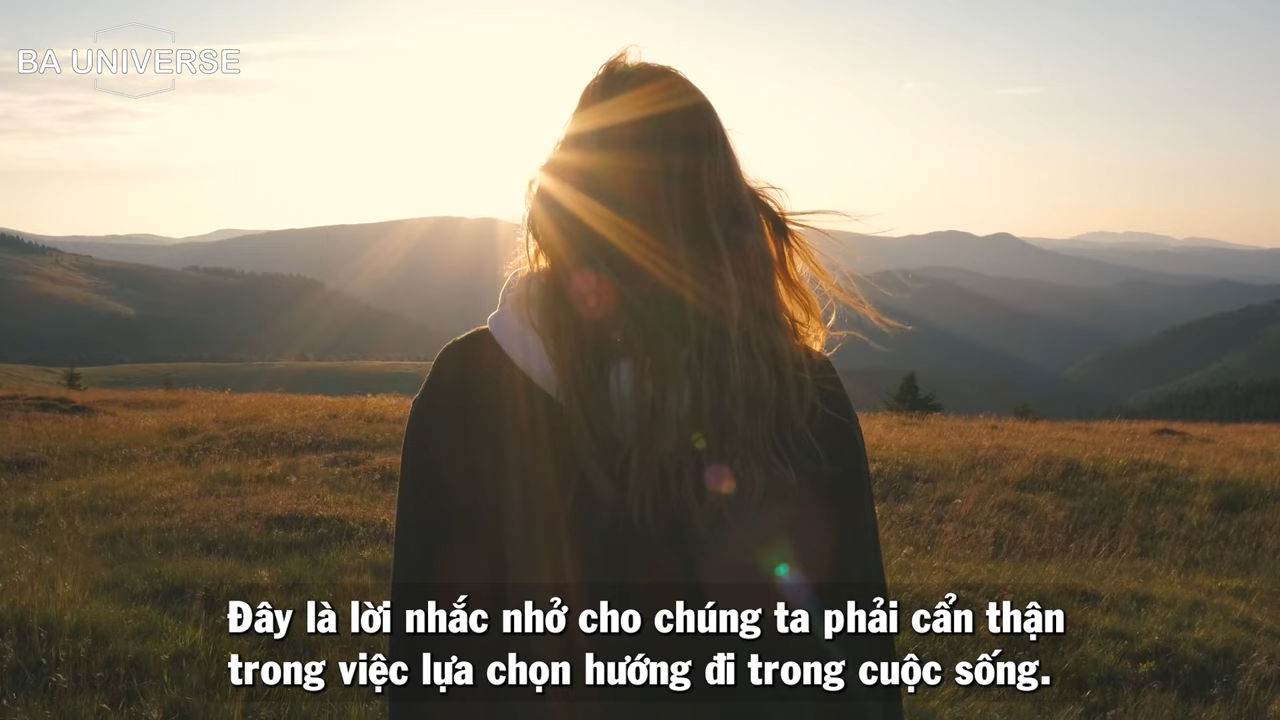 BA UNIVERSE
Đây là lời nhắc nhở cho chúng ta phải cẩn thận
trong việc lựa chọn hướng đi trong cuộc sống.